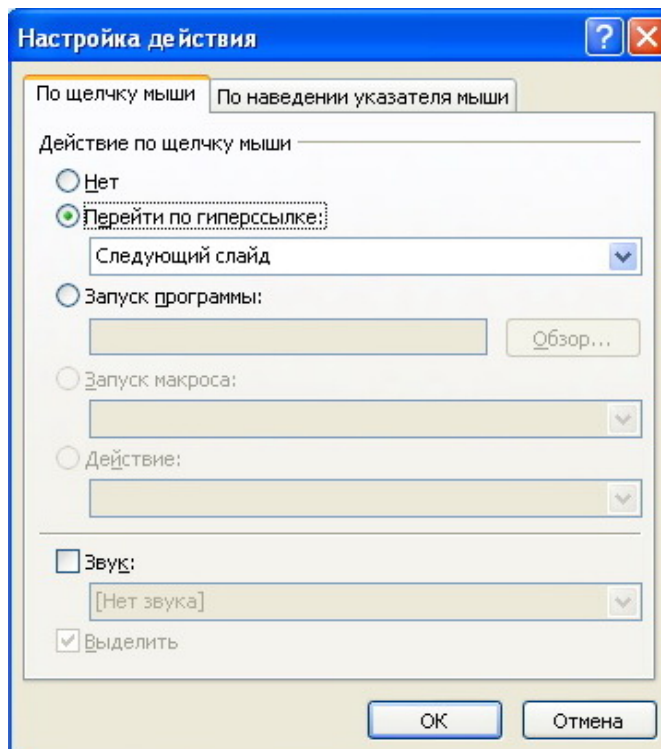 Настройка действия
По щелчку мыши По наведении указателя мыши
Действие по щелчку мыши
Нет
Перейти по гиперссылке:
Следующий слайд
Запуск программы:
Обзор...
Запуск макроса:
Действие:
Звук:
[Нет звука]
Выделить
ОК Отмена